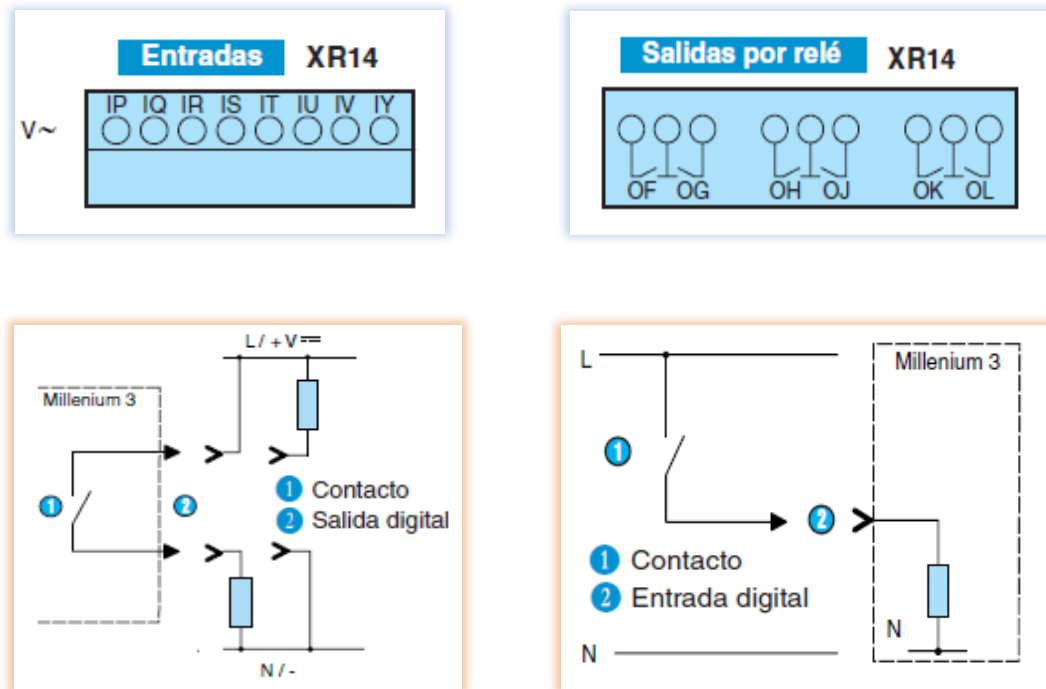 Entradas XR14
IP IQ IR IS IT IU IV IY
V~
Salidas por relé XR14
OF OG OH OJ OK OL
L / + V
Millenium 3
1
2
1 Contacto
2 Salida digital
N / -
L
Millenium 3
1
2
1 Contacto
2 Entrada digital
N
N